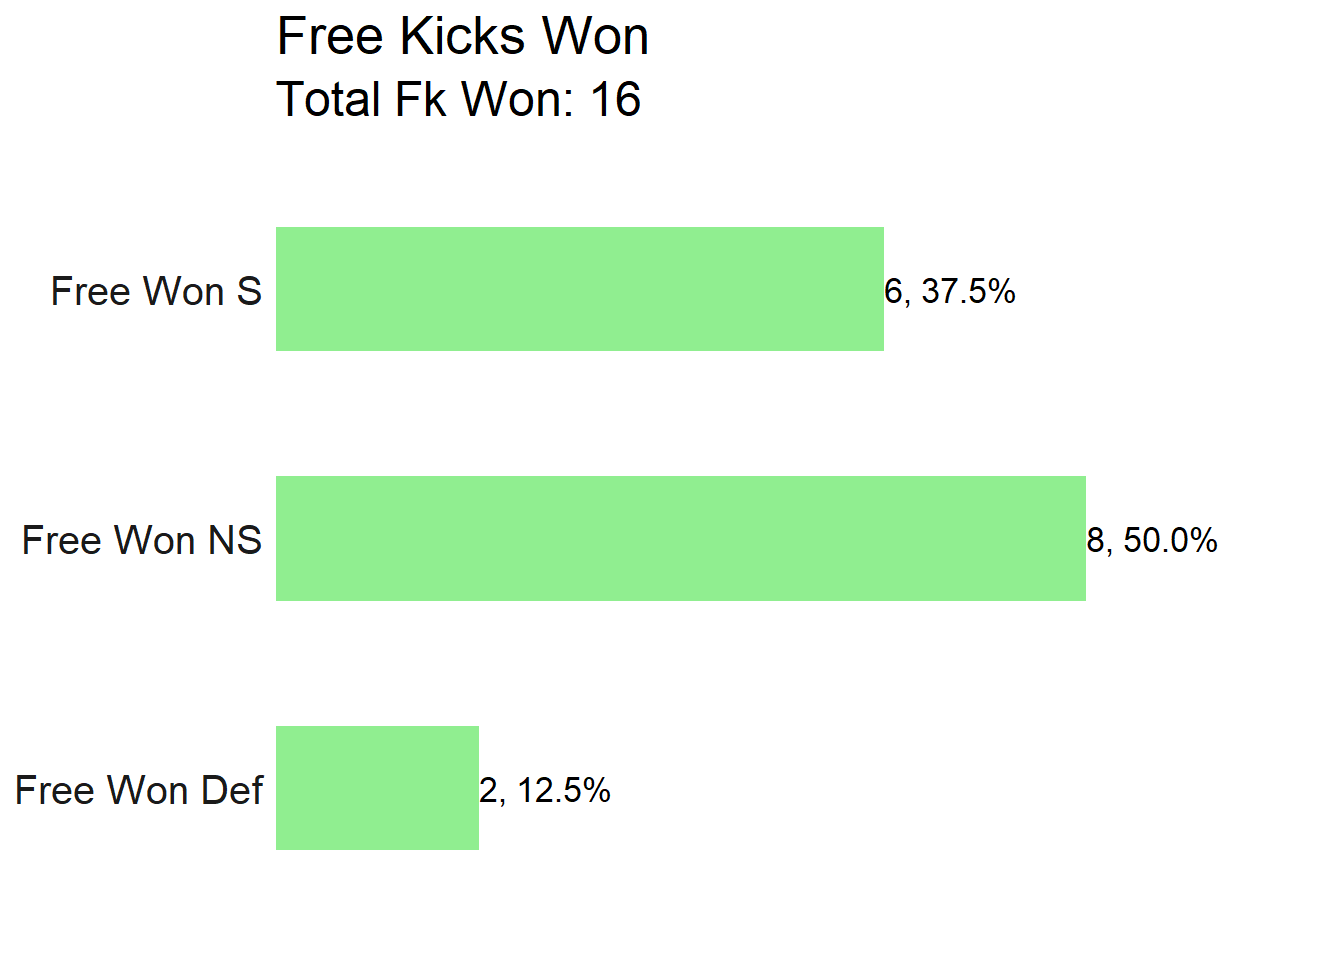 Free Kicks Won
Total Fk Won: 16
Free Won S
6, 37.5%
Free Won NS
8, 50.0%
Free Won Def
2, 12.5%